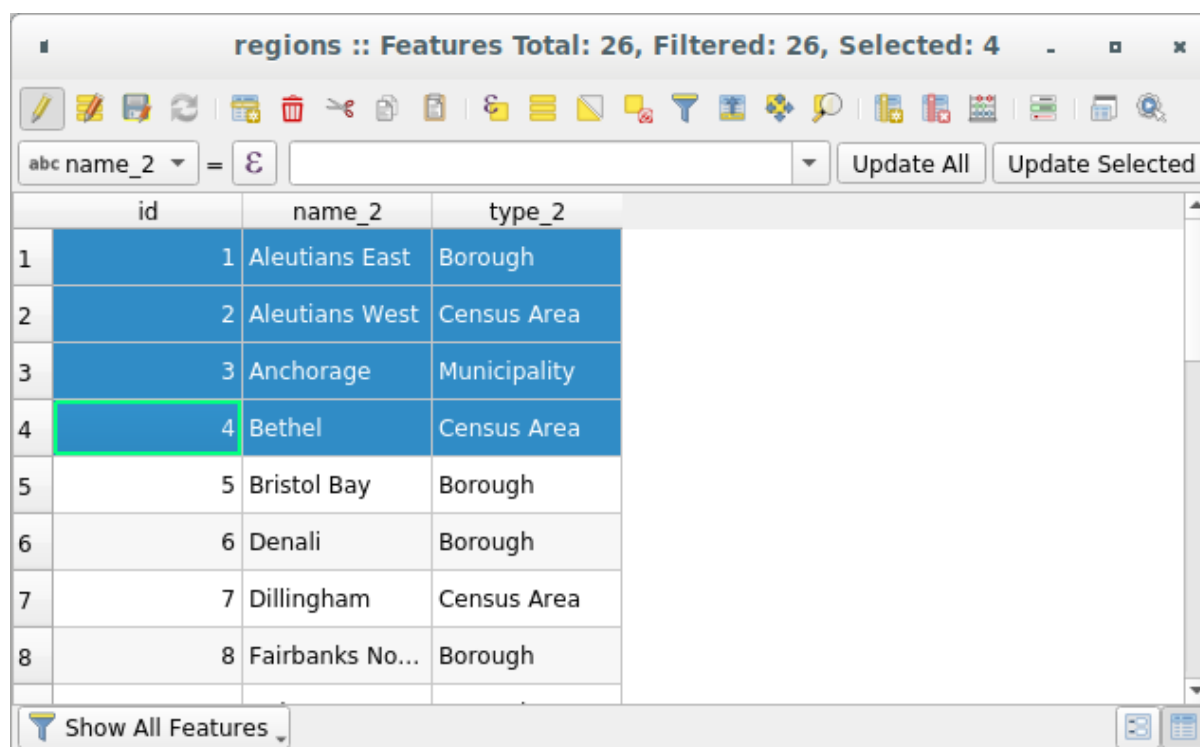 regions :: Features Total: 26, Filtered: 26, Selected: 4
abc name_2 = ε Update All Update Selected
id name_2 type_2
1 1 Aleutians East Borough
2 2 Aleutians West Census Area
3 3 Anchorage Municipality
4 4 Bethel Census Area
5 5 Bristol Bay Borough
6 6 Denali Borough
7 7 Dillingham Census Area
8 8 Fairbanks No... Borough
Show All Features